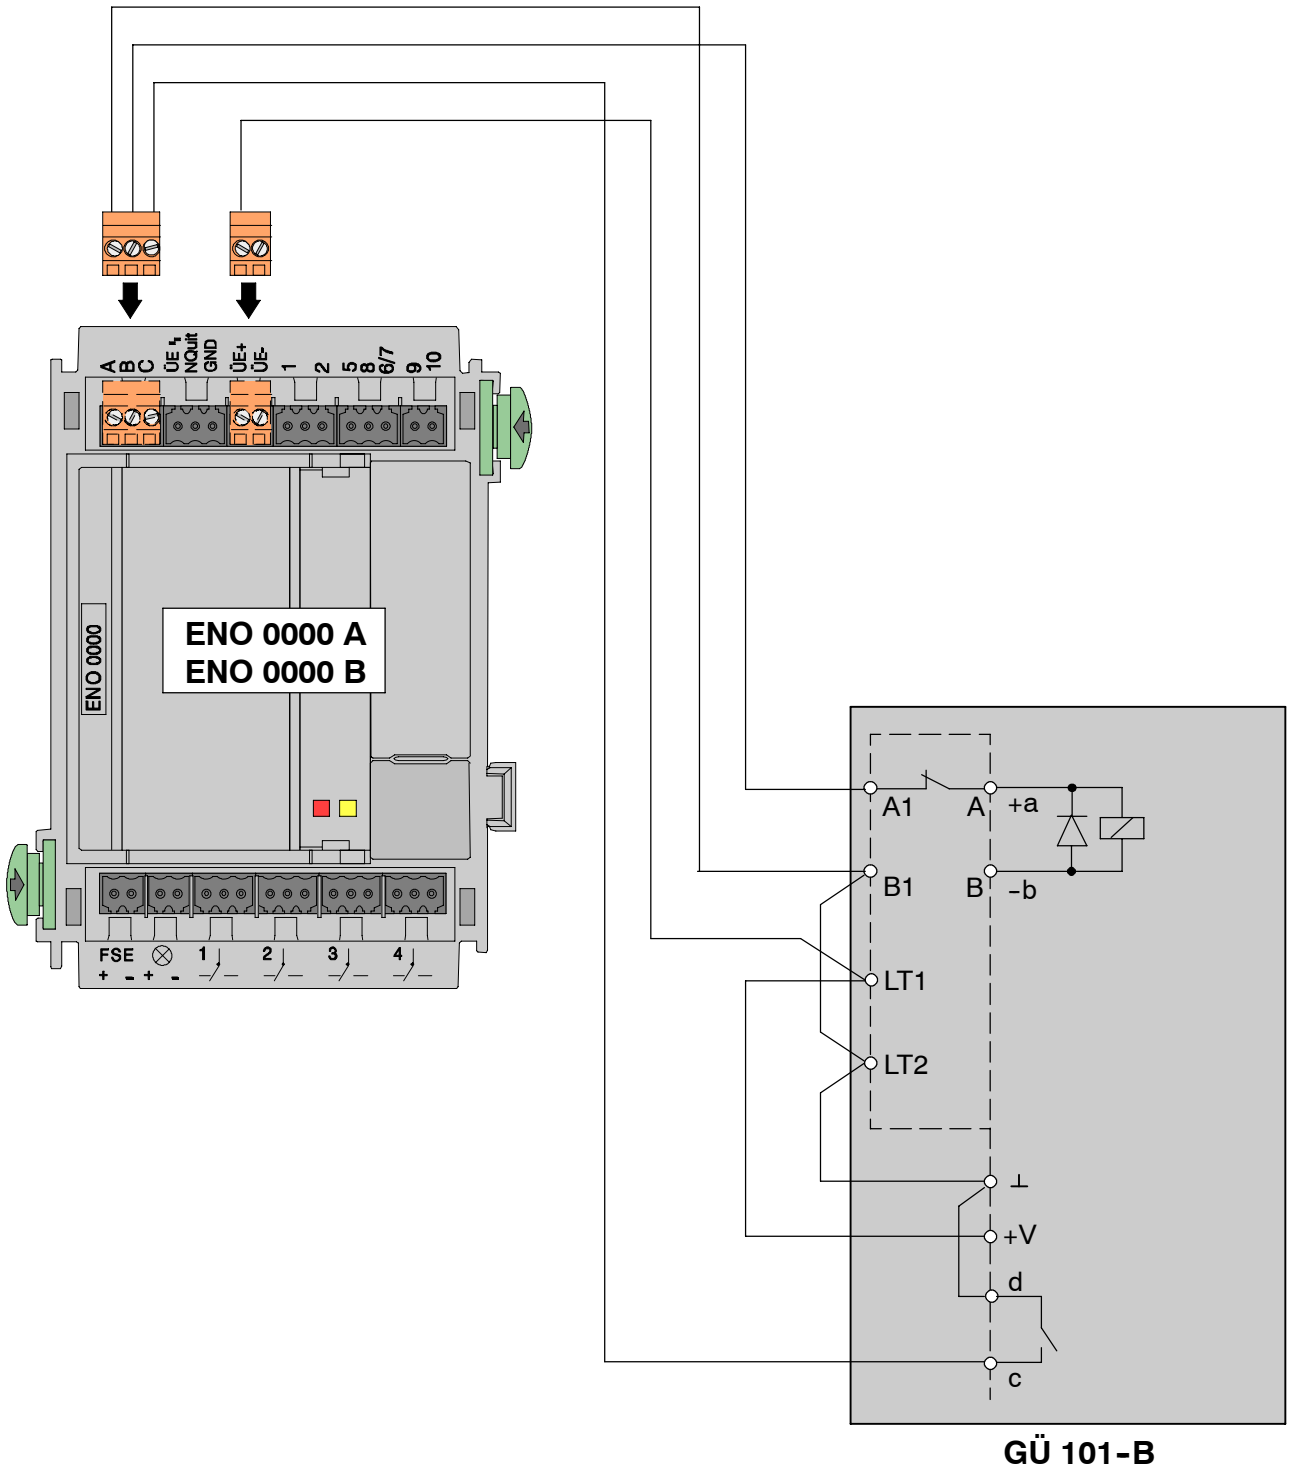 A B C ÜE NQuit GND ÜE+ ÜE- 1 2 5 8 6/7 9 10
ENO 0000
ENO 0000 A
ENO 0000 B
FSE 1 2 3 4
+ - + -
A1 A +a
B1 B -b
LT1
LT2
⊥
+V
d
c
GÜ 101-B